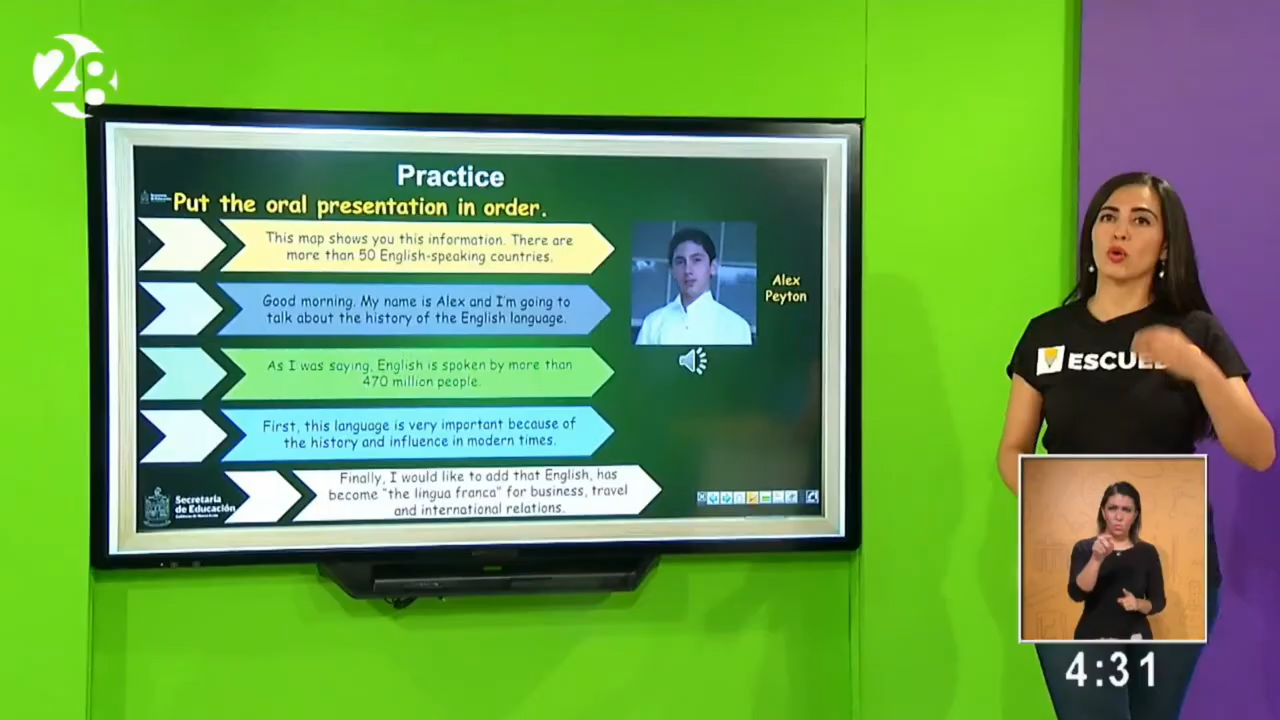 28
Practice
Put the oral presentation in order.
This map shows you this information. There are
more than 50 English-speaking countries.
Good morning. My name is Alex and I'm going to
talk about the history of the English language.
As I was saying, English is spoken by more than
470 million people.
First, this language is very important because of
the history and influence in modern times.
Finally, I would like to add that English, has
become "the lingua franca" for business, travel
and international relations.
Alex
Peyton
Secretaría
de Educación
ESCUE
4:31